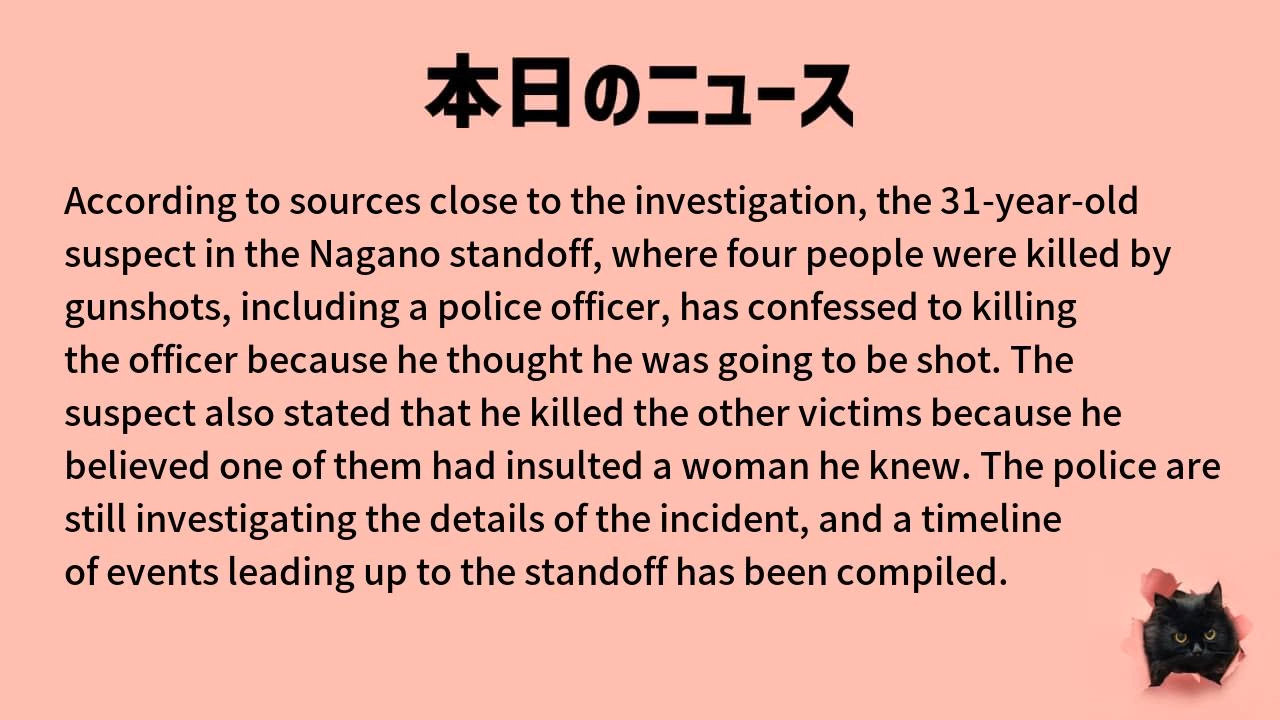 本日のニュース
According to sources close to the investigation, the 31-year-old
suspect in the Nagano standoff, where four people were killed by
gunshots, including a police officer, has confessed to killing
the officer because he thought he was going to be shot. The
suspect also stated that he killed the other victims because he
believed one of them had insulted a woman he knew. The police are
still investigating the details of the incident, and a timeline
of events leading up to the standoff has been compiled.